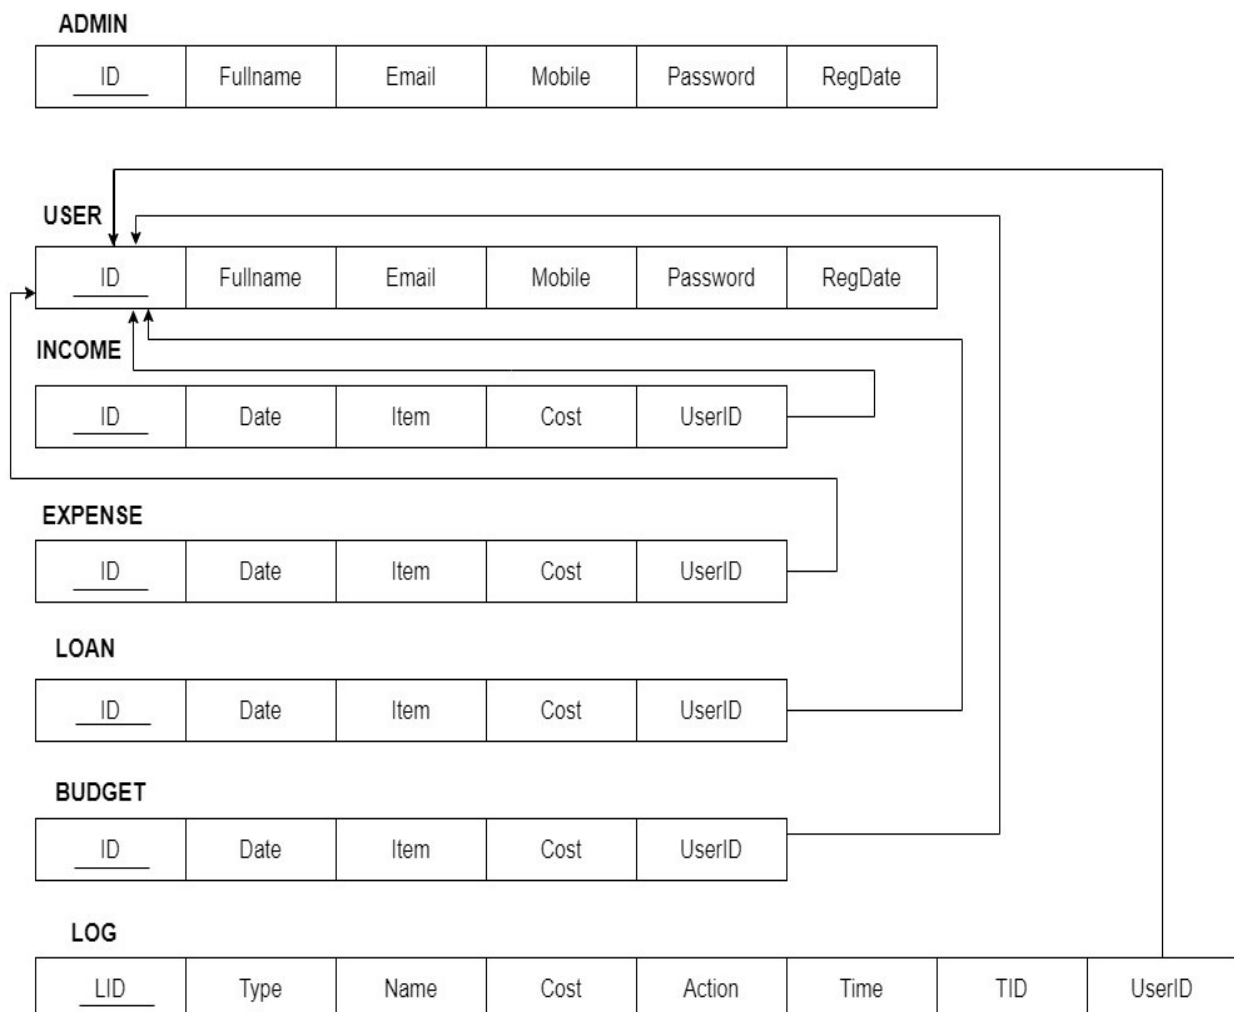 ADMIN
ID Fullname Email Mobile Password RegDate
USER
ID Fullname Email Mobile Password RegDate
INCOME
ID Date Item Cost UserID
EXPENSE
ID Date Item Cost UserID
LOAN
ID Date Item Cost UserID
BUDGET
ID Date Item Cost UserID
LOG
LID Type Name Cost Action Time TID UserID